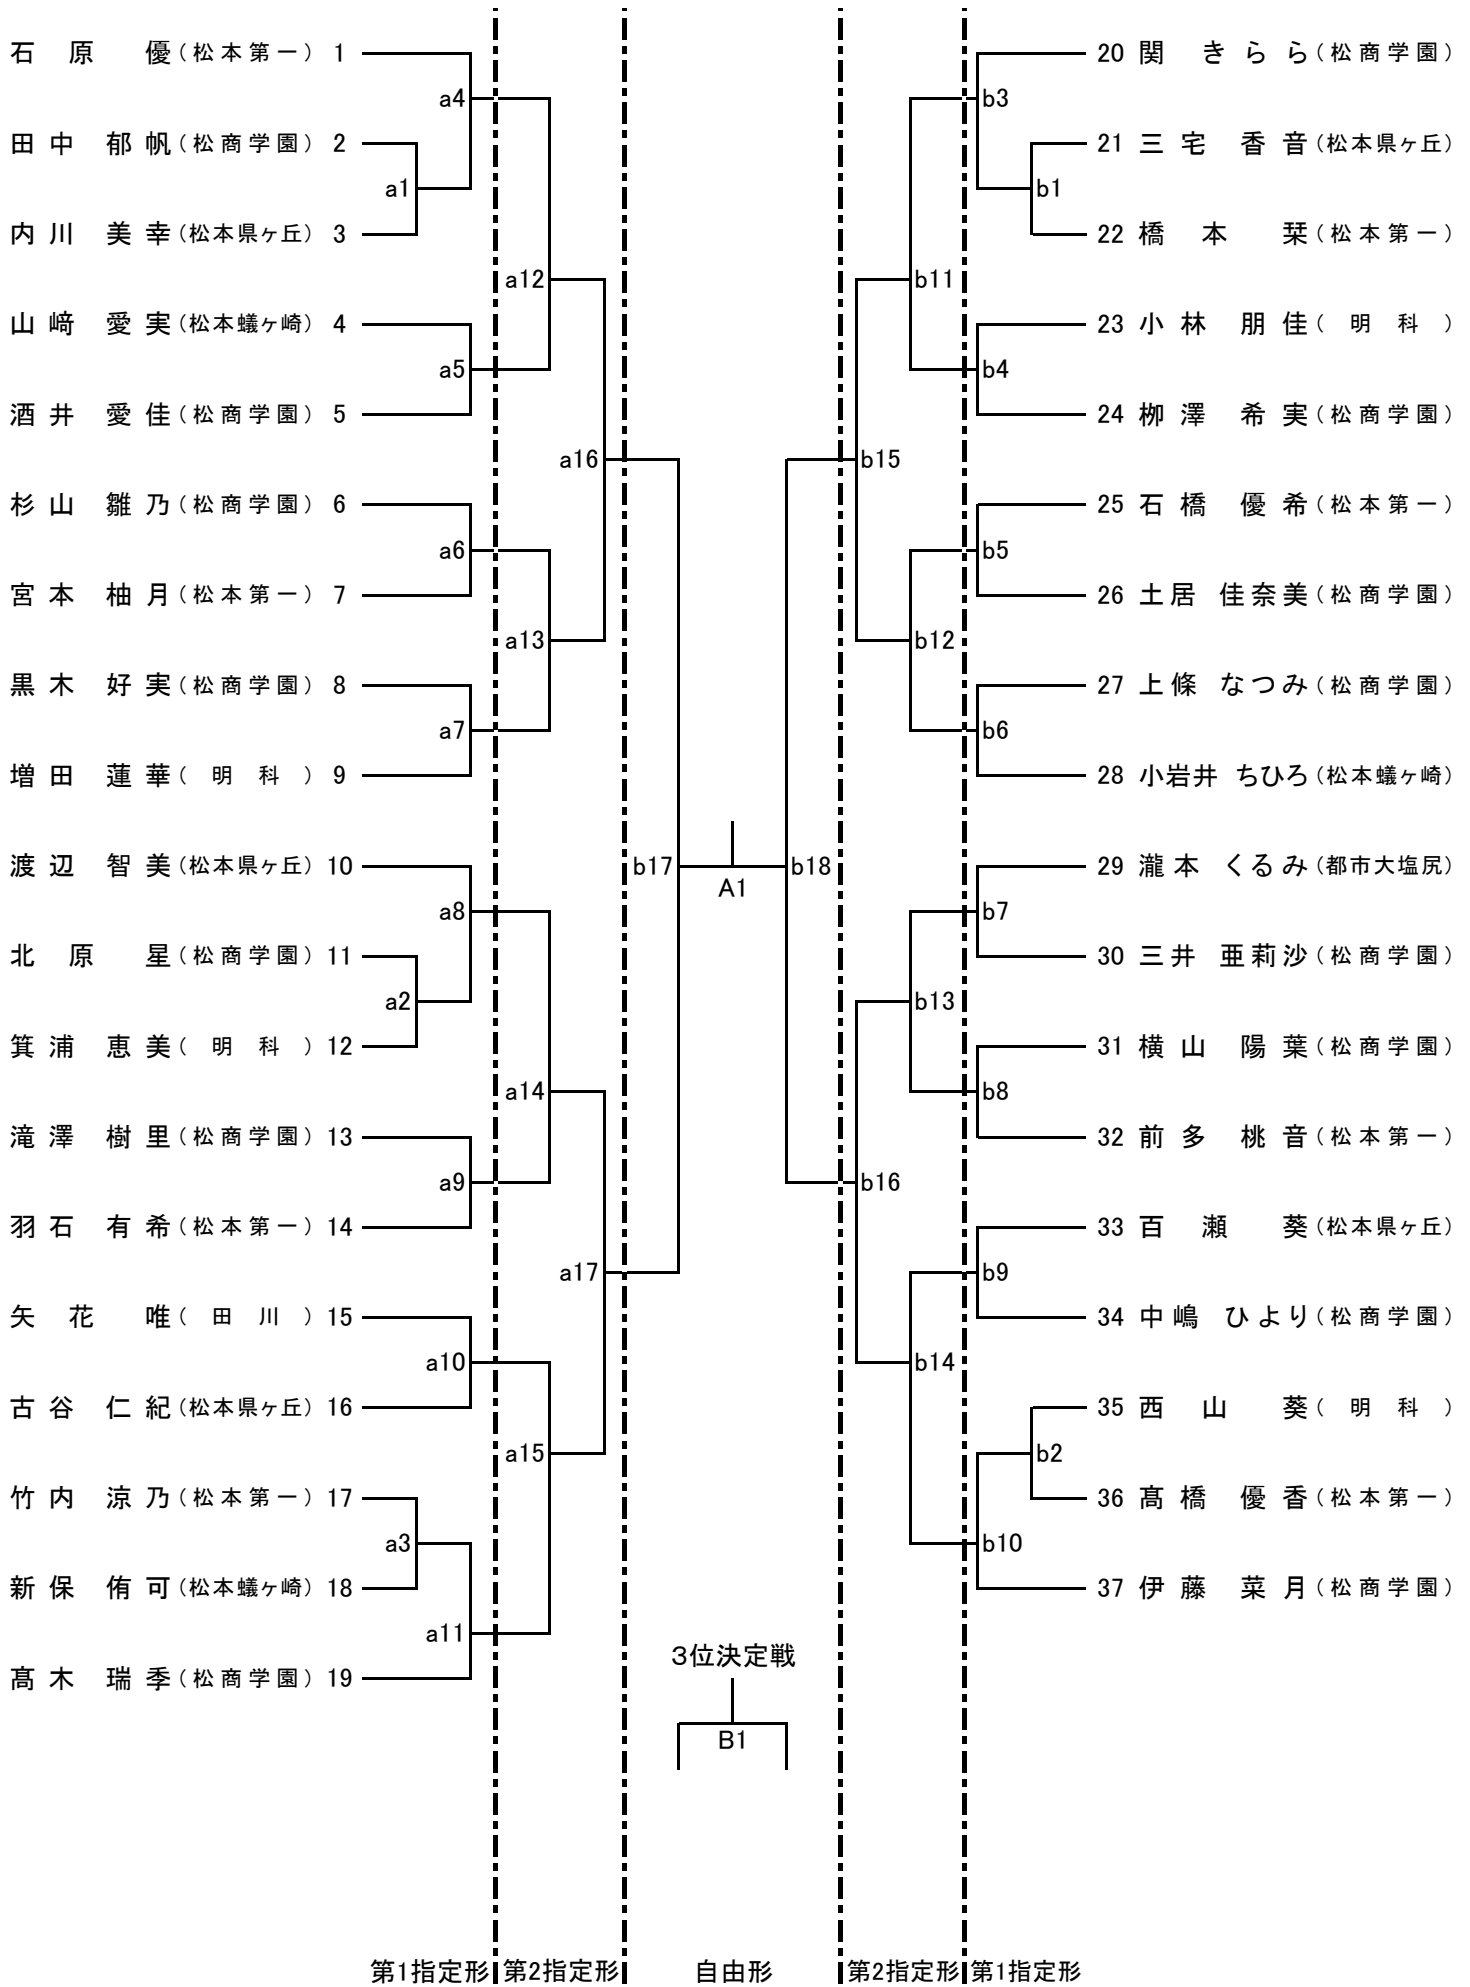 石原 優(松本第一) 1
田中 郁帆(松商学園) 2
内川 美幸(松本県ヶ丘) 3
山﨑 愛実(松本蟻ヶ崎) 4
酒井 愛佳(松商学園) 5
杉山 雛乃(松商学園) 6
宮本 柚月(松本第一) 7
黒木 好実(松商学園) 8
増田 蓮華(明科) 9
渡辺 智美(松本県ヶ丘) 10
北原 星(松商学園) 11
箕浦 恵美(明科) 12
滝澤 樹里(松商学園) 13
羽石 有希(松本第一) 14
矢花 唯(田川) 15
古谷 仁紀(松本県ヶ丘) 16
竹内 涼乃(松本第一) 17
新保 侑可(松本蟻ヶ崎) 18
髙木 瑞季(松商学園) 19
a4
a1
a5
a6
a7
a8
a2
a9
a10
a3
a11
a12
a13
a14
a15
a16
a17
b17
A1
b18
3位決定戦
B1
b15
b16
b11
b12
b13
b14
b3
b1
b4
b5
b6
b7
b8
b9
b2
b10
20 関 きらら(松商学園)
21 三宅 香音(松本県ヶ丘)
22 橋本 栞(松本第一)
23 小林 朋佳(明科)
24 栁澤 希実(松商学園)
25 石橋 優希(松本第一)
26 土居 佳奈美(松商学園)
27 上條 なつみ(松商学園)
28 小岩井 ちひろ(松本蟻ヶ崎)
29 瀧本 くるみ(都市大塩尻)
30 三井 亜莉沙(松商学園)
31 横山 陽葉(松商学園)
32 前多 桃音(松本第一)
33 百瀬 葵(松本県ヶ丘)
34 中嶋 ひより(松商学園)
35 西山 葵(明科)
36 髙橋 優香(松本第一)
37 伊藤 菜月(松商学園)
第1指定形 第2指定形 自由形 第2指定形 第1指定形